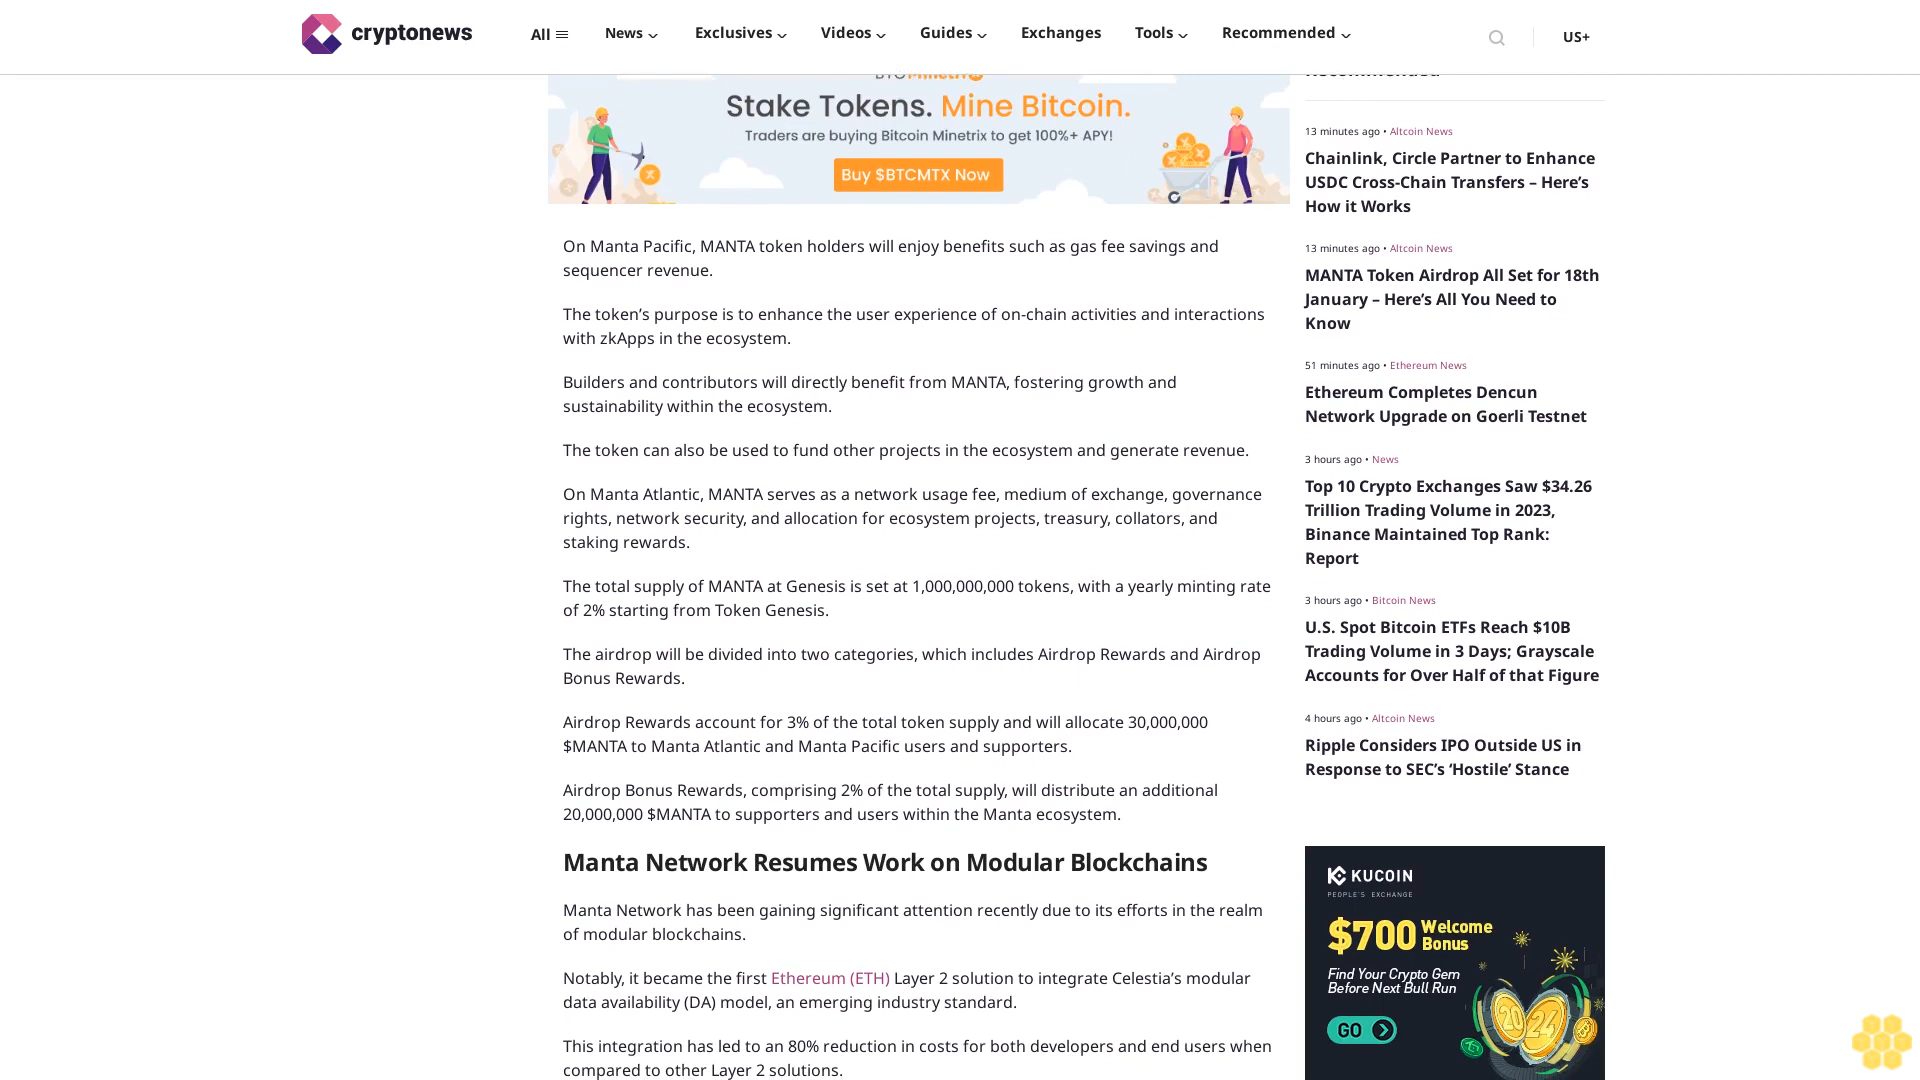 cryptonews
All
News
Exclusives
Videos
Guides
Exchanges
Tools
Recommended
US+
Stake Tokens. Mine Bitcoin.
Traders are buying Bitcoin Minetrix to get 100%+ APY!
Buy $BTCMTX Now
On Manta Pacific, MANTA token holders will enjoy benefits such as gas fee savings and
sequencer revenue.
The token’s purpose is to enhance the user experience of on-chain activities and interactions
with zkApps in the ecosystem.
Builders and contributors will directly benefit from MANTA, fostering growth and
sustainability within the ecosystem.
The token can also be used to fund other projects in the ecosystem and generate revenue.
On Manta Atlantic, MANTA serves as a network usage fee, medium of exchange, governance
rights, network security, and allocation for ecosystem projects, treasury, collators, and
staking rewards.
The total supply of MANTA at Genesis is set at 1,000,000,000 tokens, with a yearly minting rate
of 2% starting from Token Genesis.
The airdrop will be divided into two categories, which includes Airdrop Rewards and Airdrop
Bonus Rewards.
Airdrop Rewards account for 3% of the total token supply and will allocate 30,000,000
$MANTA to Manta Atlantic and Manta Pacific users and supporters.
Airdrop Bonus Rewards, comprising 2% of the total supply, will distribute an additional
20,000,000 $MANTA to supporters and users within the Manta ecosystem.
Manta Network Resumes Work on Modular Blockchains
Manta Network has been gaining significant attention recently due to its efforts in the realm
of modular blockchains.
Notably, it became the first Ethereum (ETH) Layer 2 solution to integrate Celestia’s modular
data availability (DA) model, an emerging industry standard.
This integration has led to an 80% reduction in costs for both developers and end users when
compared to other Layer 2 solutions.
Recommended
13 minutes ago • Altcoin News
Chainlink, Circle Partner to Enhance
USDC Cross-Chain Transfers – Here’s
How it Works
13 minutes ago • Altcoin News
MANTA Token Airdrop All Set for 18th
January – Here’s All You Need to
Know
51 minutes ago • Ethereum News
Ethereum Completes Dencun
Network Upgrade on Goerli Testnet
3 hours ago • News
Top 10 Crypto Exchanges Saw $34.26
Trillion Trading Volume in 2023,
Binance Maintained Top Rank:
Report
3 hours ago • Bitcoin News
U.S. Spot Bitcoin ETFs Reach $10B
Trading Volume in 3 Days; Grayscale
Accounts for Over Half of that Figure
4 hours ago • Altcoin News
Ripple Considers IPO Outside US in
Response to SEC’s ‘Hostile’ Stance
KUCOIN
PEOPLE'S EXCHANGE
$700 Welcome
Bonus
Find Your Crypto Gem
Before Next Bull Run
GO
20 24